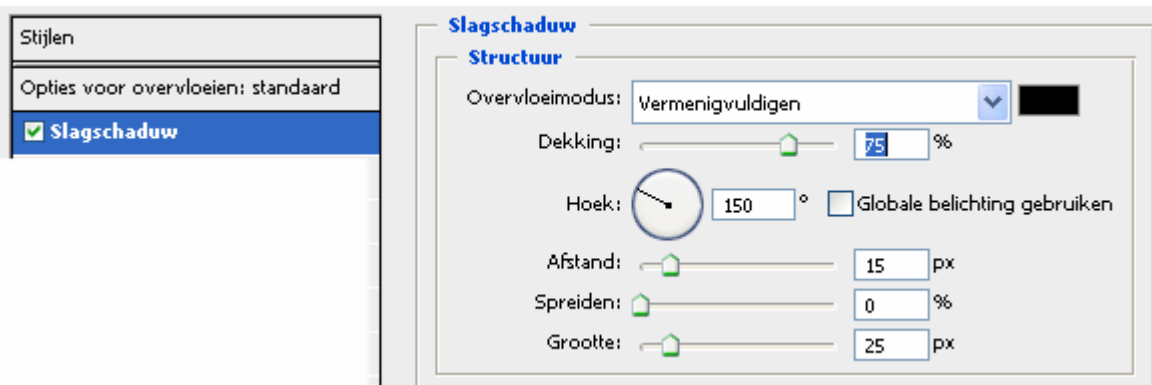 Stijlen
Opties voor overvloeien: standaard
Slagschaduw
Slagschaduw
Structuur
Overvloeimodus: Vermenigvuldigen
Dekking: 75 %
Hoek: 150 ° Globale belichting gebruiken
Afstand: 15 px
Spreiden: 0 %
Grootte: 25 px